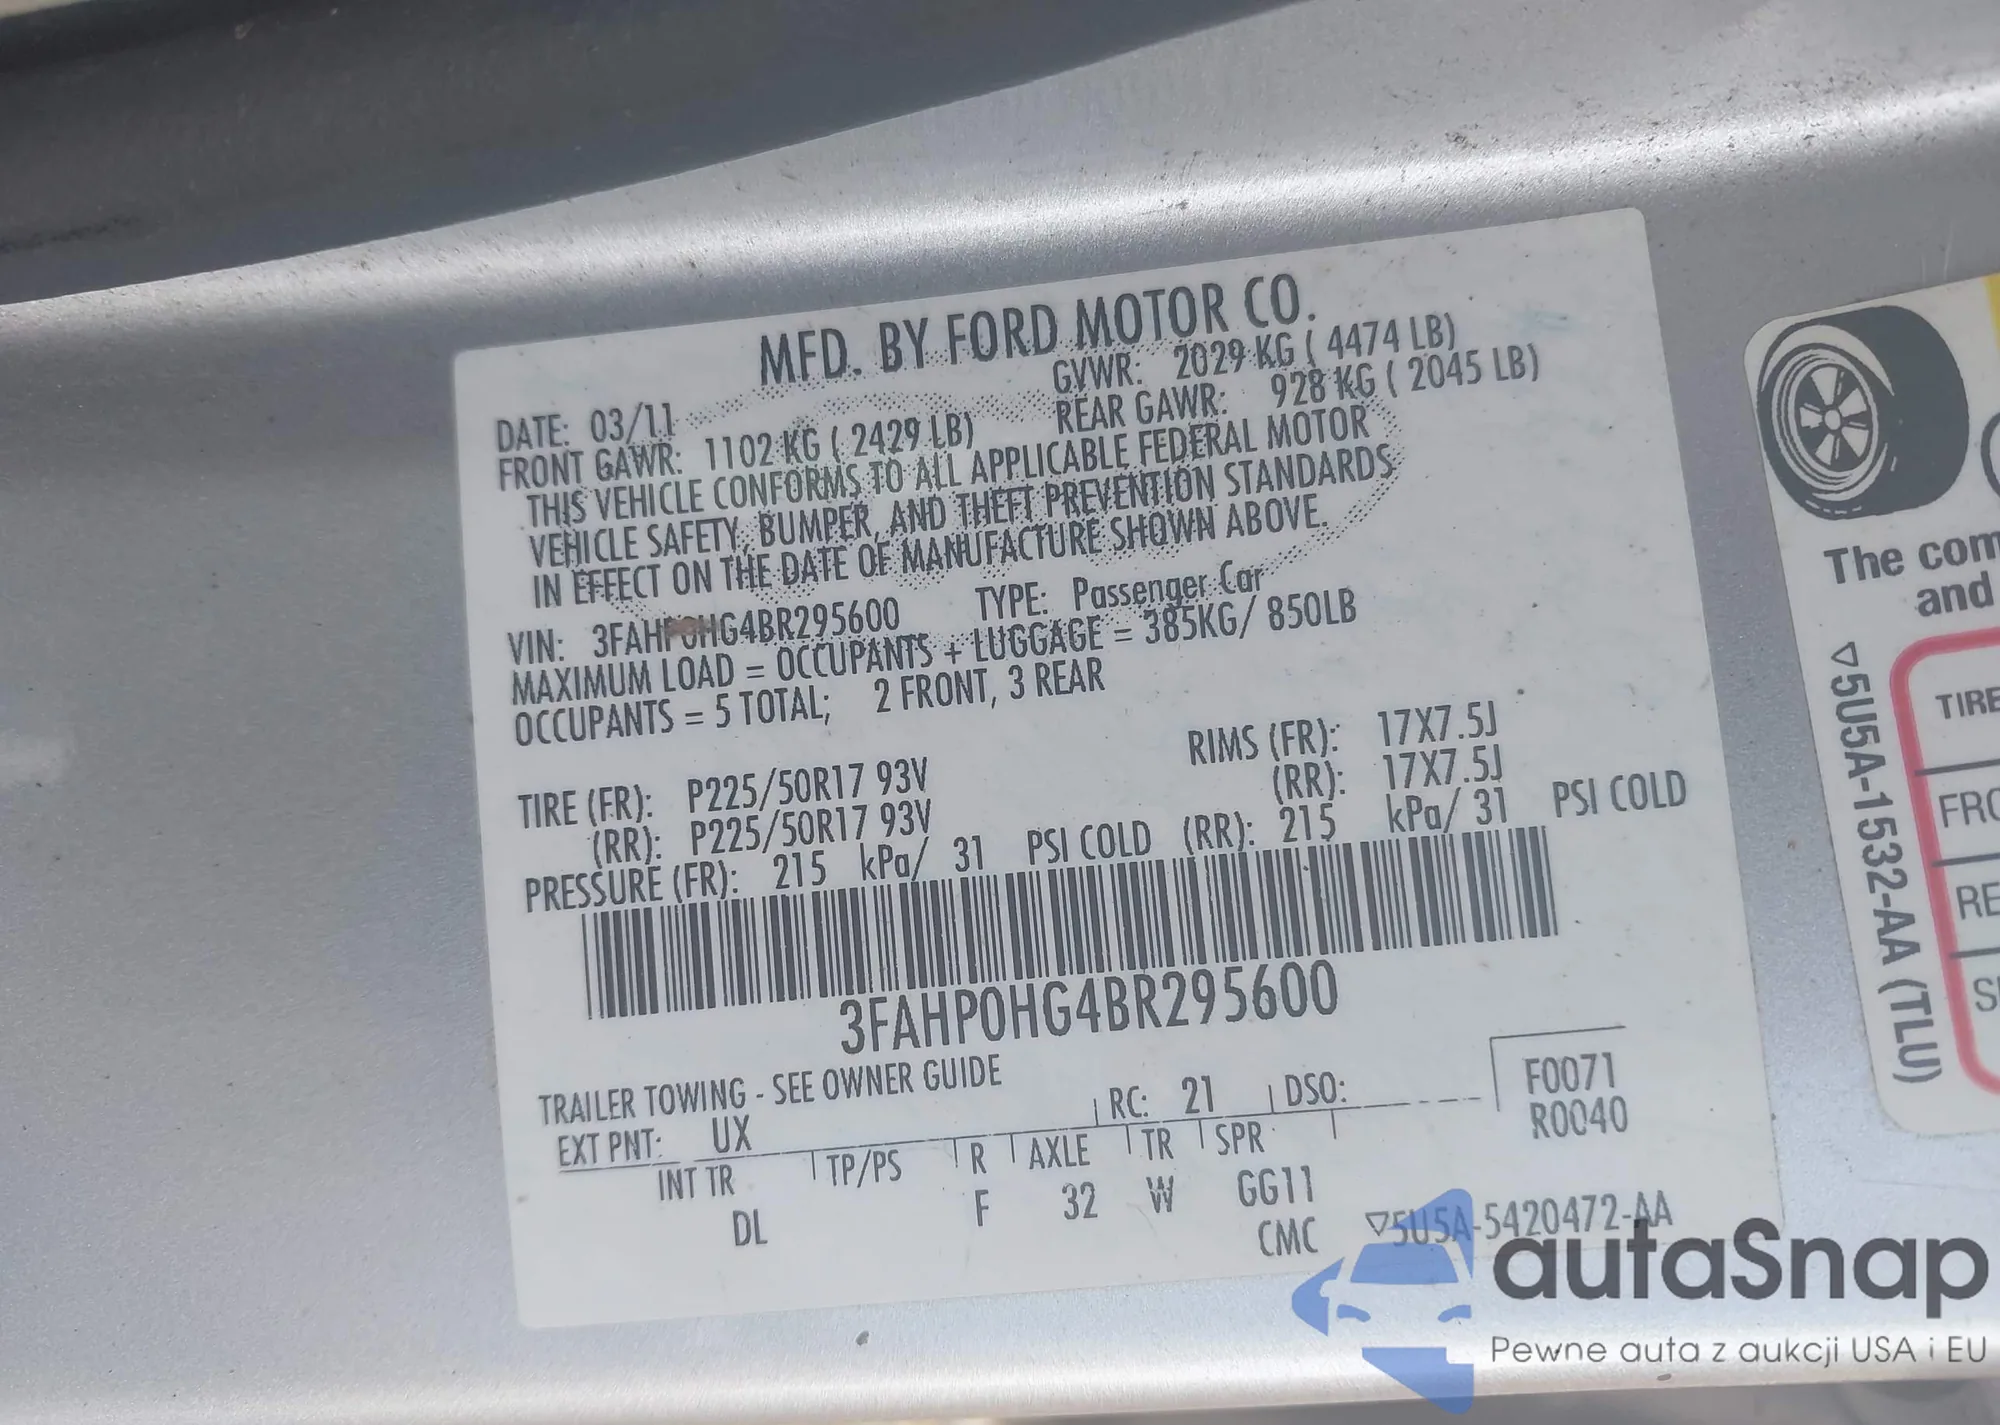 MFD. BY FORD MOTOR CO.
DATE: 03/11 GVWR: 2029 KG ( 4474 LB)
FRONT GAWR: 1102 KG ( 2429 LB) REAR GAWR: 928 KG ( 2045 LB)
THIS VEHICLE CONFORMS TO ALL APPLICABLE FEDERAL MOTOR
VEHICLE SAFETY, BUMPER, AND THEFT PREVENTION STANDARDS
IN EFFECT ON THE DATE OF MANUFACTURE SHOWN ABOVE.
VIN: 3FAHP0HG4BR295600 TYPE: Passenger Car
MAXIMUM LOAD = OCCUPANTS + LUGGAGE = 385KG/ 850LB
OCCUPANTS = 5 TOTAL; 2 FRONT, 3 REAR
TIRE (FR): P225/50R17 93V RIMS (FR): 17X7.5J
(RR): P225/50R17 93V (RR): 17X7.5J
PRESSURE (FR): 215 kPa/ 31 PSI COLD (RR): 215 kPa/ 31 PSI COLD
3FAHP0HG4BR295600
TRAILER TOWING - SEE OWNER GUIDE
EXT PNT: UX RC: 21 DSO: F0071
R0040
INT TR TP/PS R AXLE TR SPR
DL F 32 W GG11
CMC ▽5U5A-5420472-AA
The com
and
▽5U5A-1532-AA (TLU)
TIRE
FRO
RE
autaSnap
Pewne auta z aukcji USA i EU